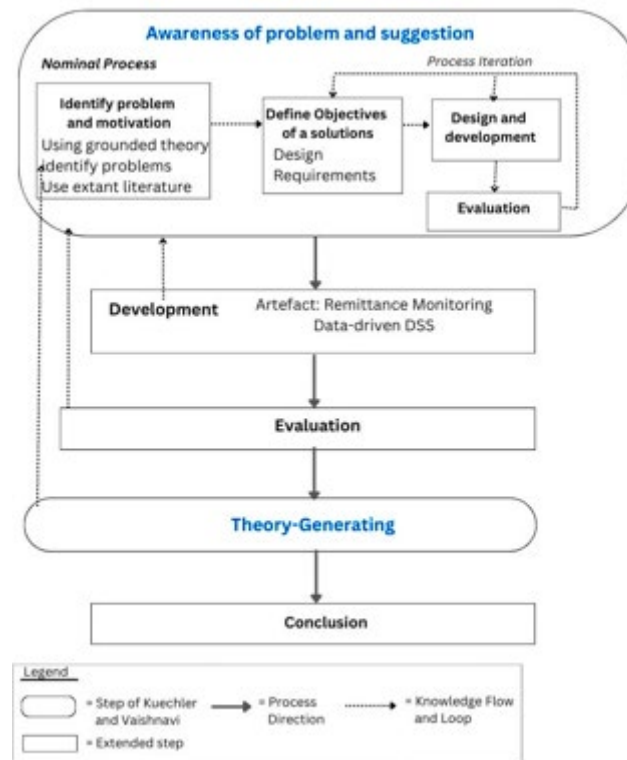 Awareness of problem and suggestion
Nominal Process
Process Iteration
Identify problem
and motivation
Using grounded theory
identify problems
Use extant literature
Define Objectives
of a solutions
Design
Requirements
Design and
development
Evaluation
Development
Artefact: Remittance Monitoring
Data-driven DSS
Evaluation
Theory-Generating
Conclusion
Legend
= Step of Kuechler
and Vaishnavi
= Process
Direction
= Knowledge Flow
and Loop
= Extended step